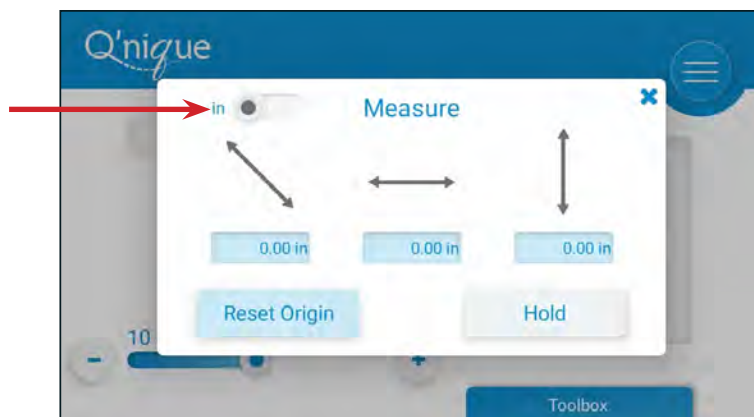 Q'nique
in
Measure
0.00 in
0.00 in
0.00 in
Reset Origin
Hold
10
Toolbox